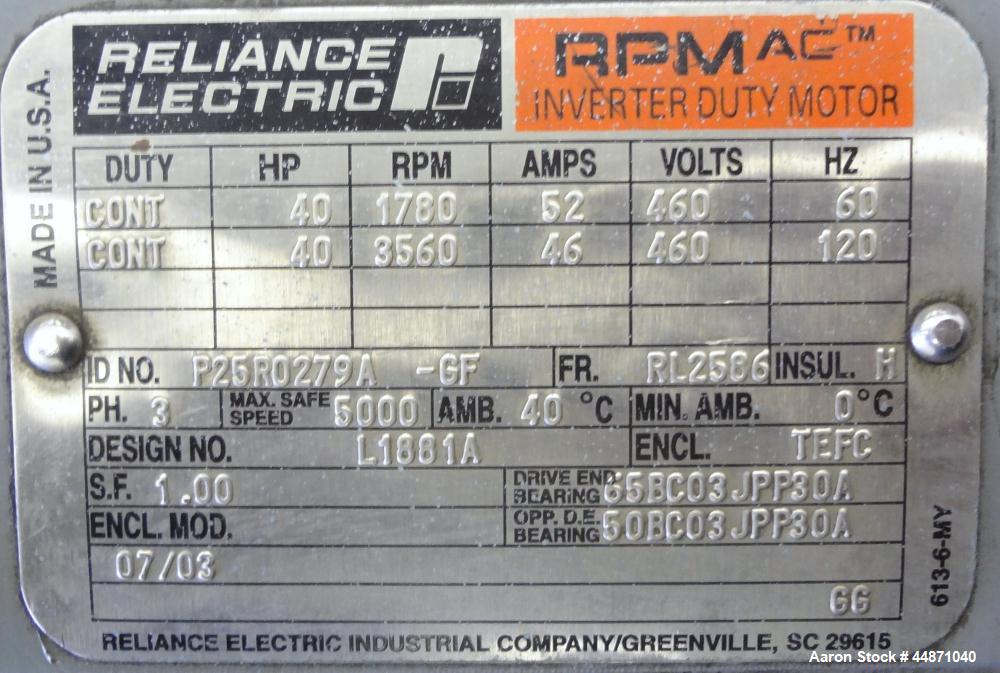 RELIANCE ELECTRIC
RPM AC™
INVERTER DUTY MOTOR
MADE IN U.S.A.
DUTY HP RPM AMPS VOLTS HZ
CONT 40 1780 52 460 60
CONT 40 3560 46 460 120
ID NO. P25R0279A -GF FR. RL2586 INSUL. H
PH. 3 MAX. SAFE SPEED 5000 AMB. 40 °C MIN. AMB. 0°C
DESIGN NO. L1881A ENCL. TEFC
S.F. 1.00 DRIVE END BEARING 65BC03JPP30A
ENCL. MOD. OPP. D.E. BEARING 50BC03JPP30A
07/03
GG
613-6-MY
RELIANCE ELECTRIC INDUSTRIAL COMPANY/GREENVILLE, SC 29615
Aaron Stock # 44871040